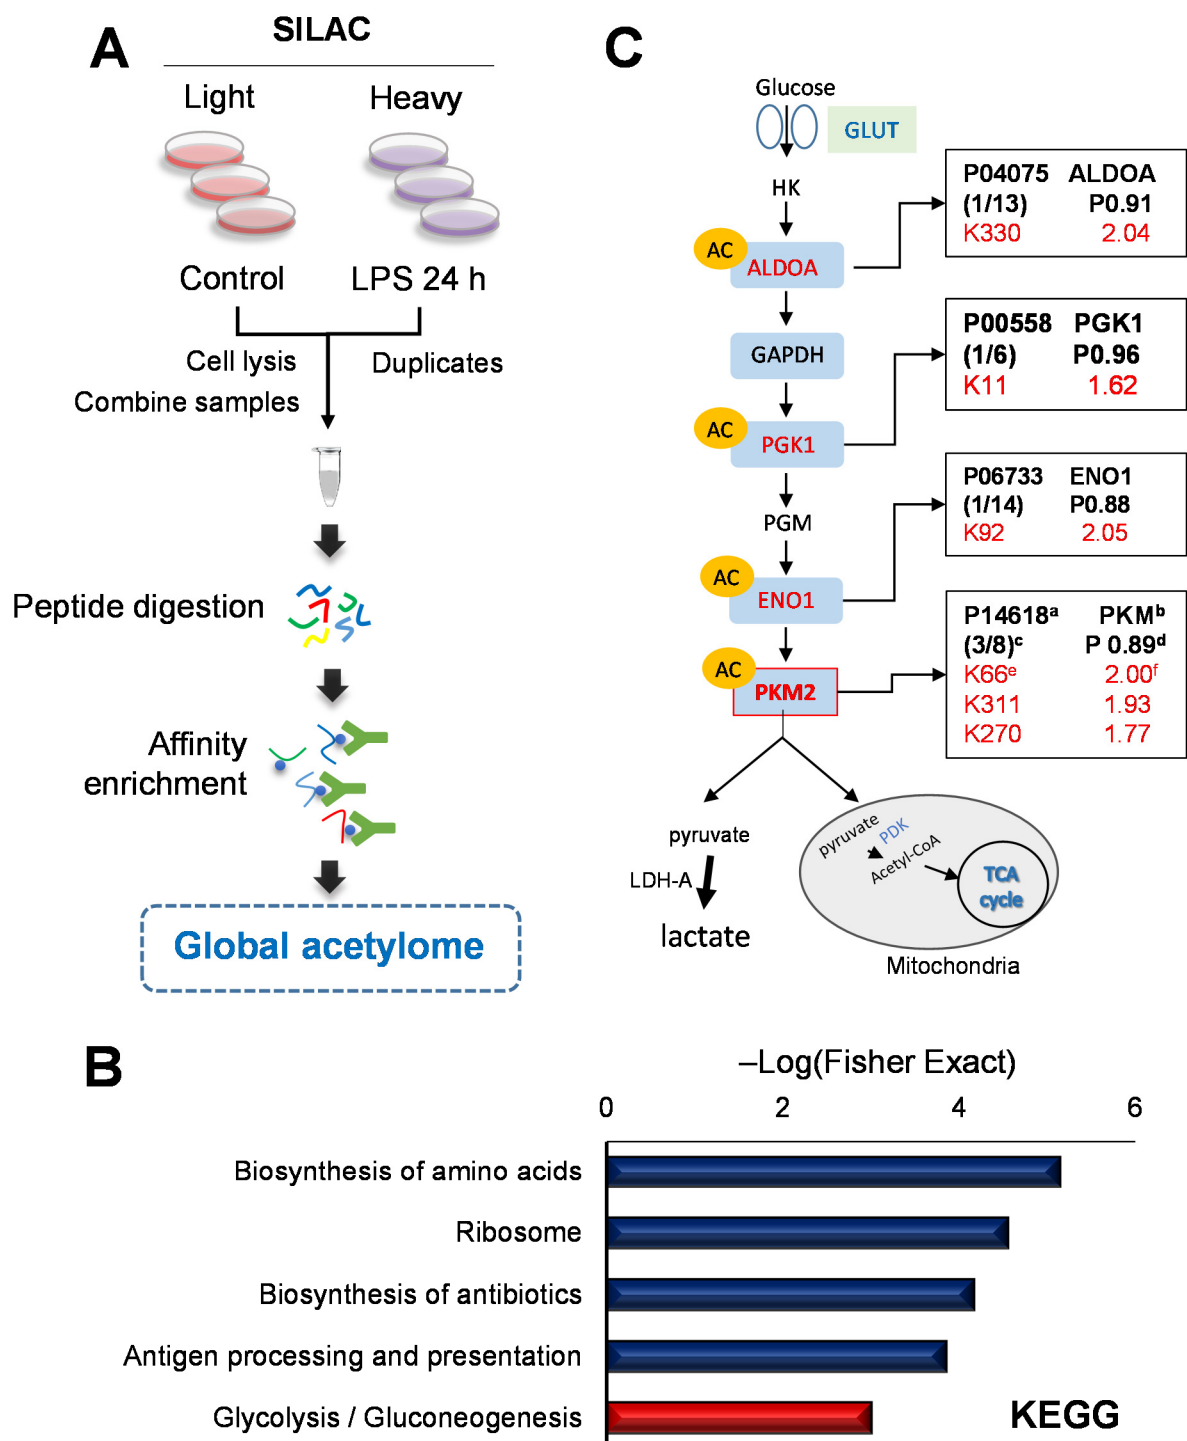 A
SILAC
Light Heavy
Control LPS 24 h
Cell lysis Duplicates
Combine samples
Peptide digestion
Affinity
enrichment
Global acetylome
C
Glucose
GLUT
HK
AC
ALDOA
GAPDH
AC
PGK1
PGM
AC
ENO1
AC
PKM2
P04075 ALDOA
(1/13) P0.91
K330 2.04
P00558 PGK1
(1/6) P0.96
K11 1.62
P06733 ENO1
(1/14) P0.88
K92 2.05
P14618ᵃ PKMᵇ
(3/8)ᶜ P 0.89ᵈ
K66ᵉ 2.00ᶠ
K311 1.93
K270 1.77
pyruvate
LDH-A
lactate
pyruvate
PDK
Acetyl-CoA
TCA
cycle
Mitochondria
B
–Log(Fisher Exact)
0 2 4 6
Biosynthesis of amino acids
Ribosome
Biosynthesis of antibiotics
Antigen processing and presentation
Glycolysis / Gluconeogenesis
KEGG